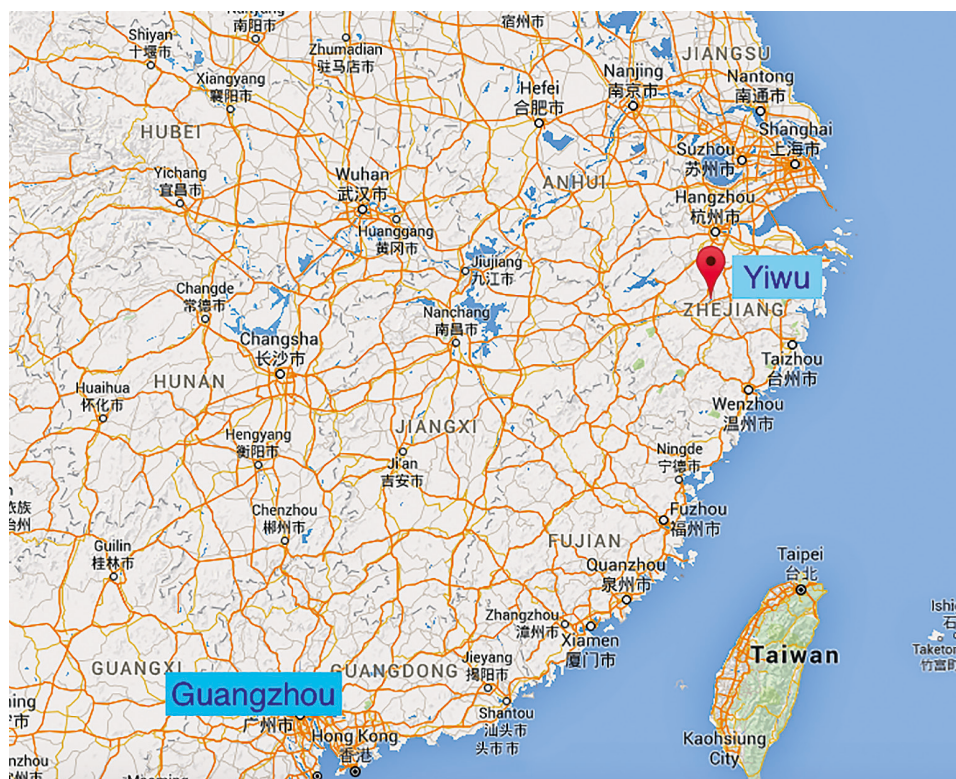 南阳市
Shiyan
十堰市
Zhumadian
驻马店市
宿州市
JIANGSU
Xiangyang
襄阳市
Hefei
合肥市
Nanjing
南京市
Nantong
南通市
HUBEI
Shanghai
上海市
Suzhou
苏州市
Yichang
宜昌市
Wuhan
武汉市
ANHUI
Hangzhou
杭州市
Huanggang
黄冈市
Jiujiang
九江市
Yiwu
ZHEJIANG
Changde
常德市
Nanchang
南昌市
Changsha
长沙市
Taizhou
台州市
HUNAN
Huaihua
怀化市
Wenzhou
温州市
JIANGXI
Hengyang
衡阳市
Ji'an
吉安市
Ningde
宁德市
Chenzhou
郴州市
Fuzhou
福州市
Guilin
桂林市
FUJIAN
Taipei
台北
Quanzhou
泉州市
Zhangzhou
漳州市
Xiamen
厦门市
Taiwan
GUANGXI
GUANGDONG
Jieyang
揭阳市
Guangzhou
广州市
Shantou
汕头市
头市市
Hong Kong
香港
Kaohsiung
City
竹富町